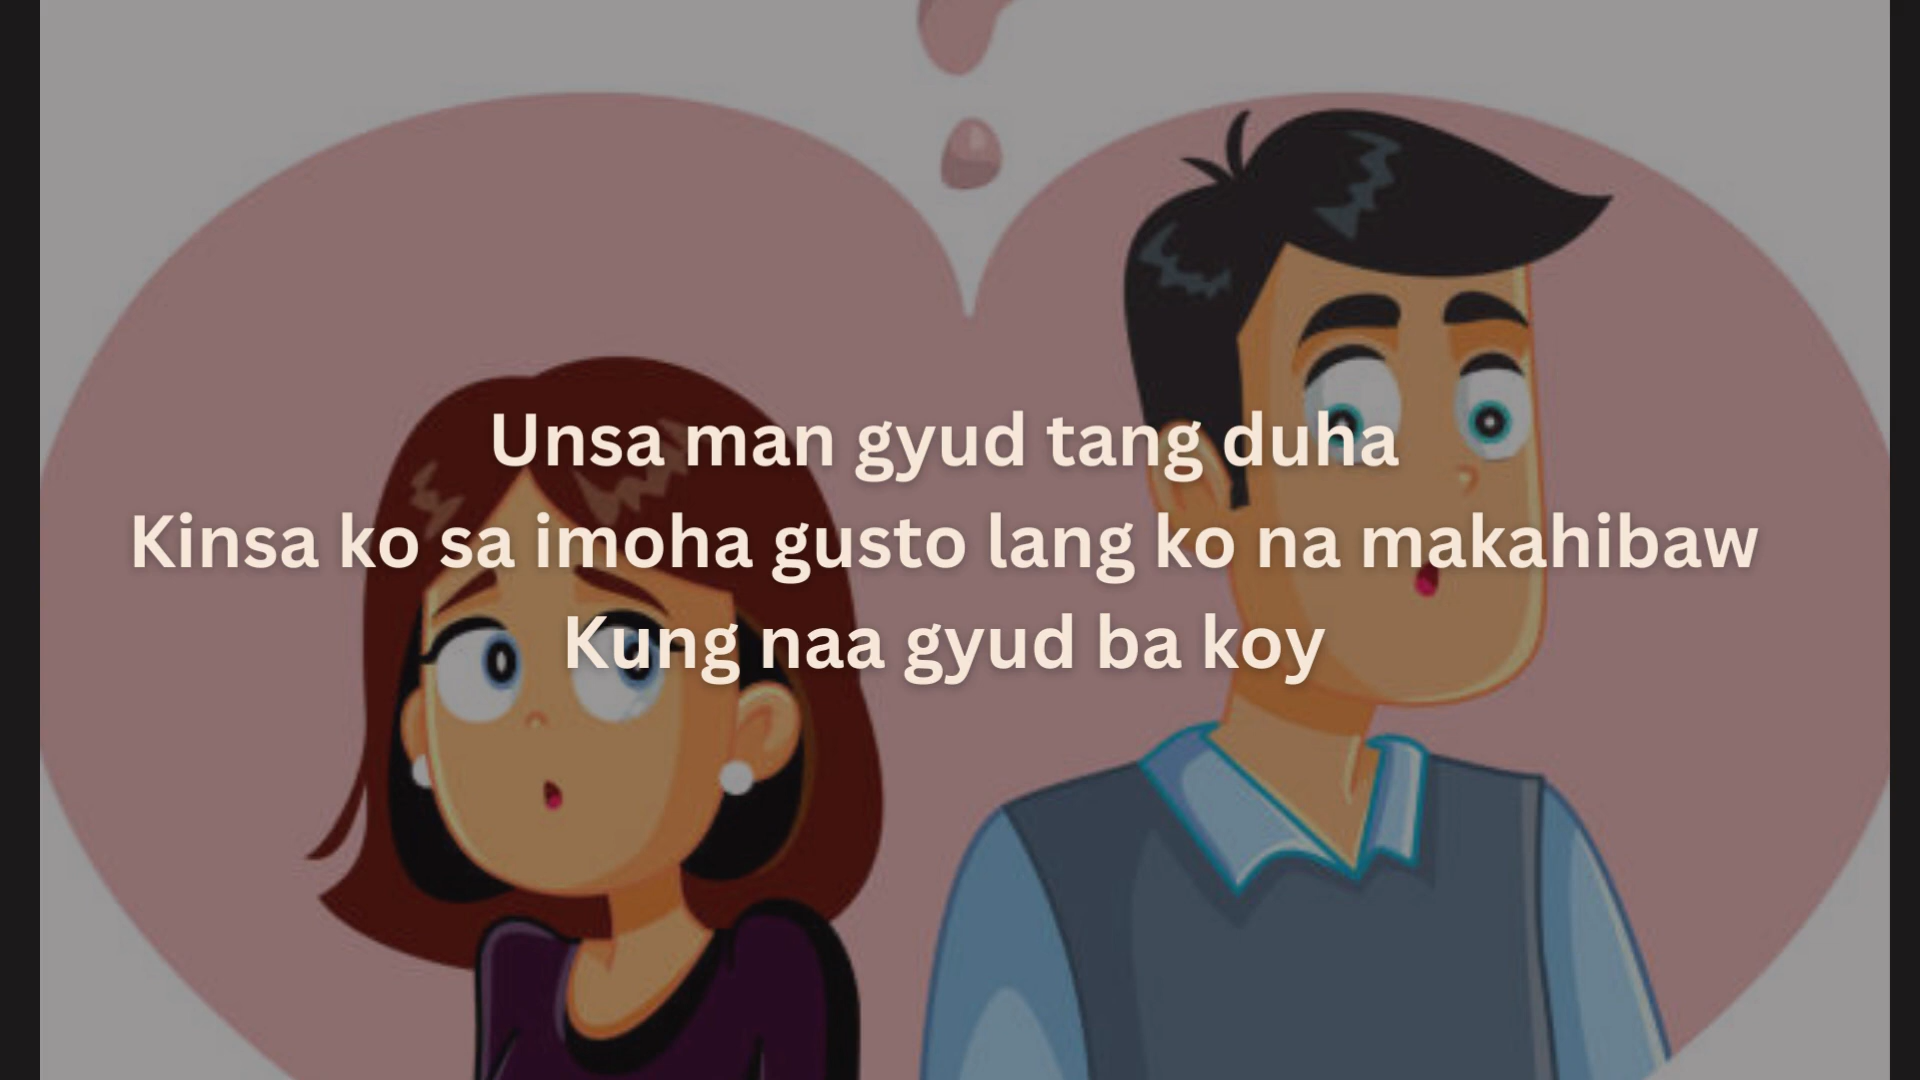 Unsa man gyud tang duha
Kinsa ko sa imoha gusto lang ko na makahibaw
Kung naa gyud ba koy